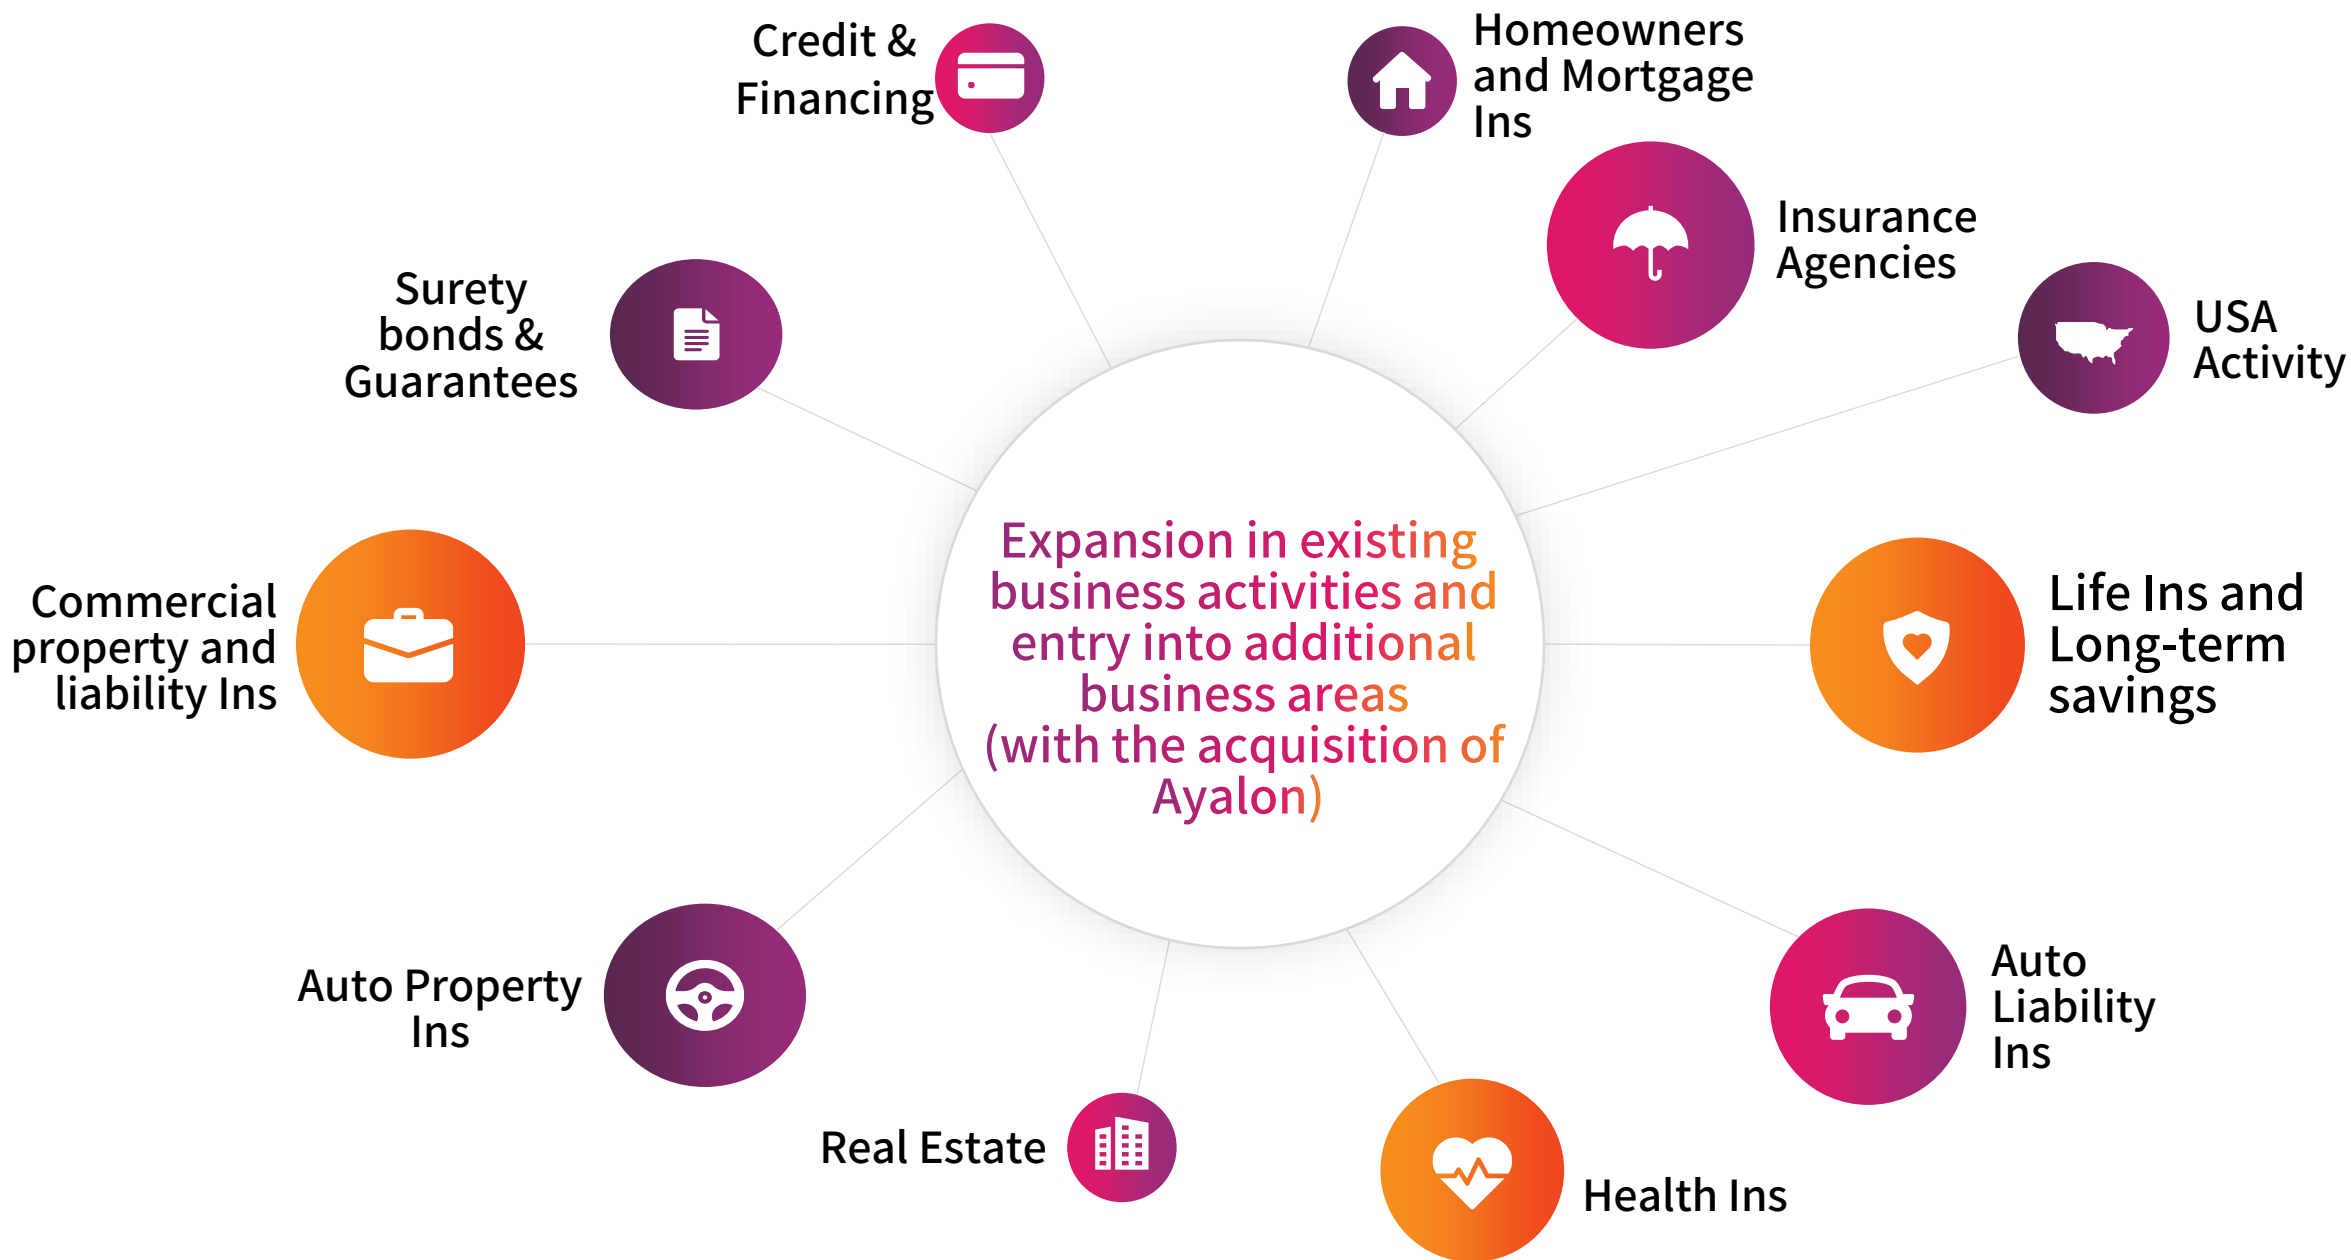 Credit &
Financing
Homeowners
and Mortgage
Ins
Insurance
Agencies
USA
Activity
Surety
bonds &
Guarantees
Expansion in existing
business activities and
entry into additional
business areas
(with the acquisition of
Ayalon)
Commercial
property and
liability Ins
Life Ins and
Long-term
savings
Auto Property
Ins
Auto
Liability
Ins
Real Estate
Health Ins